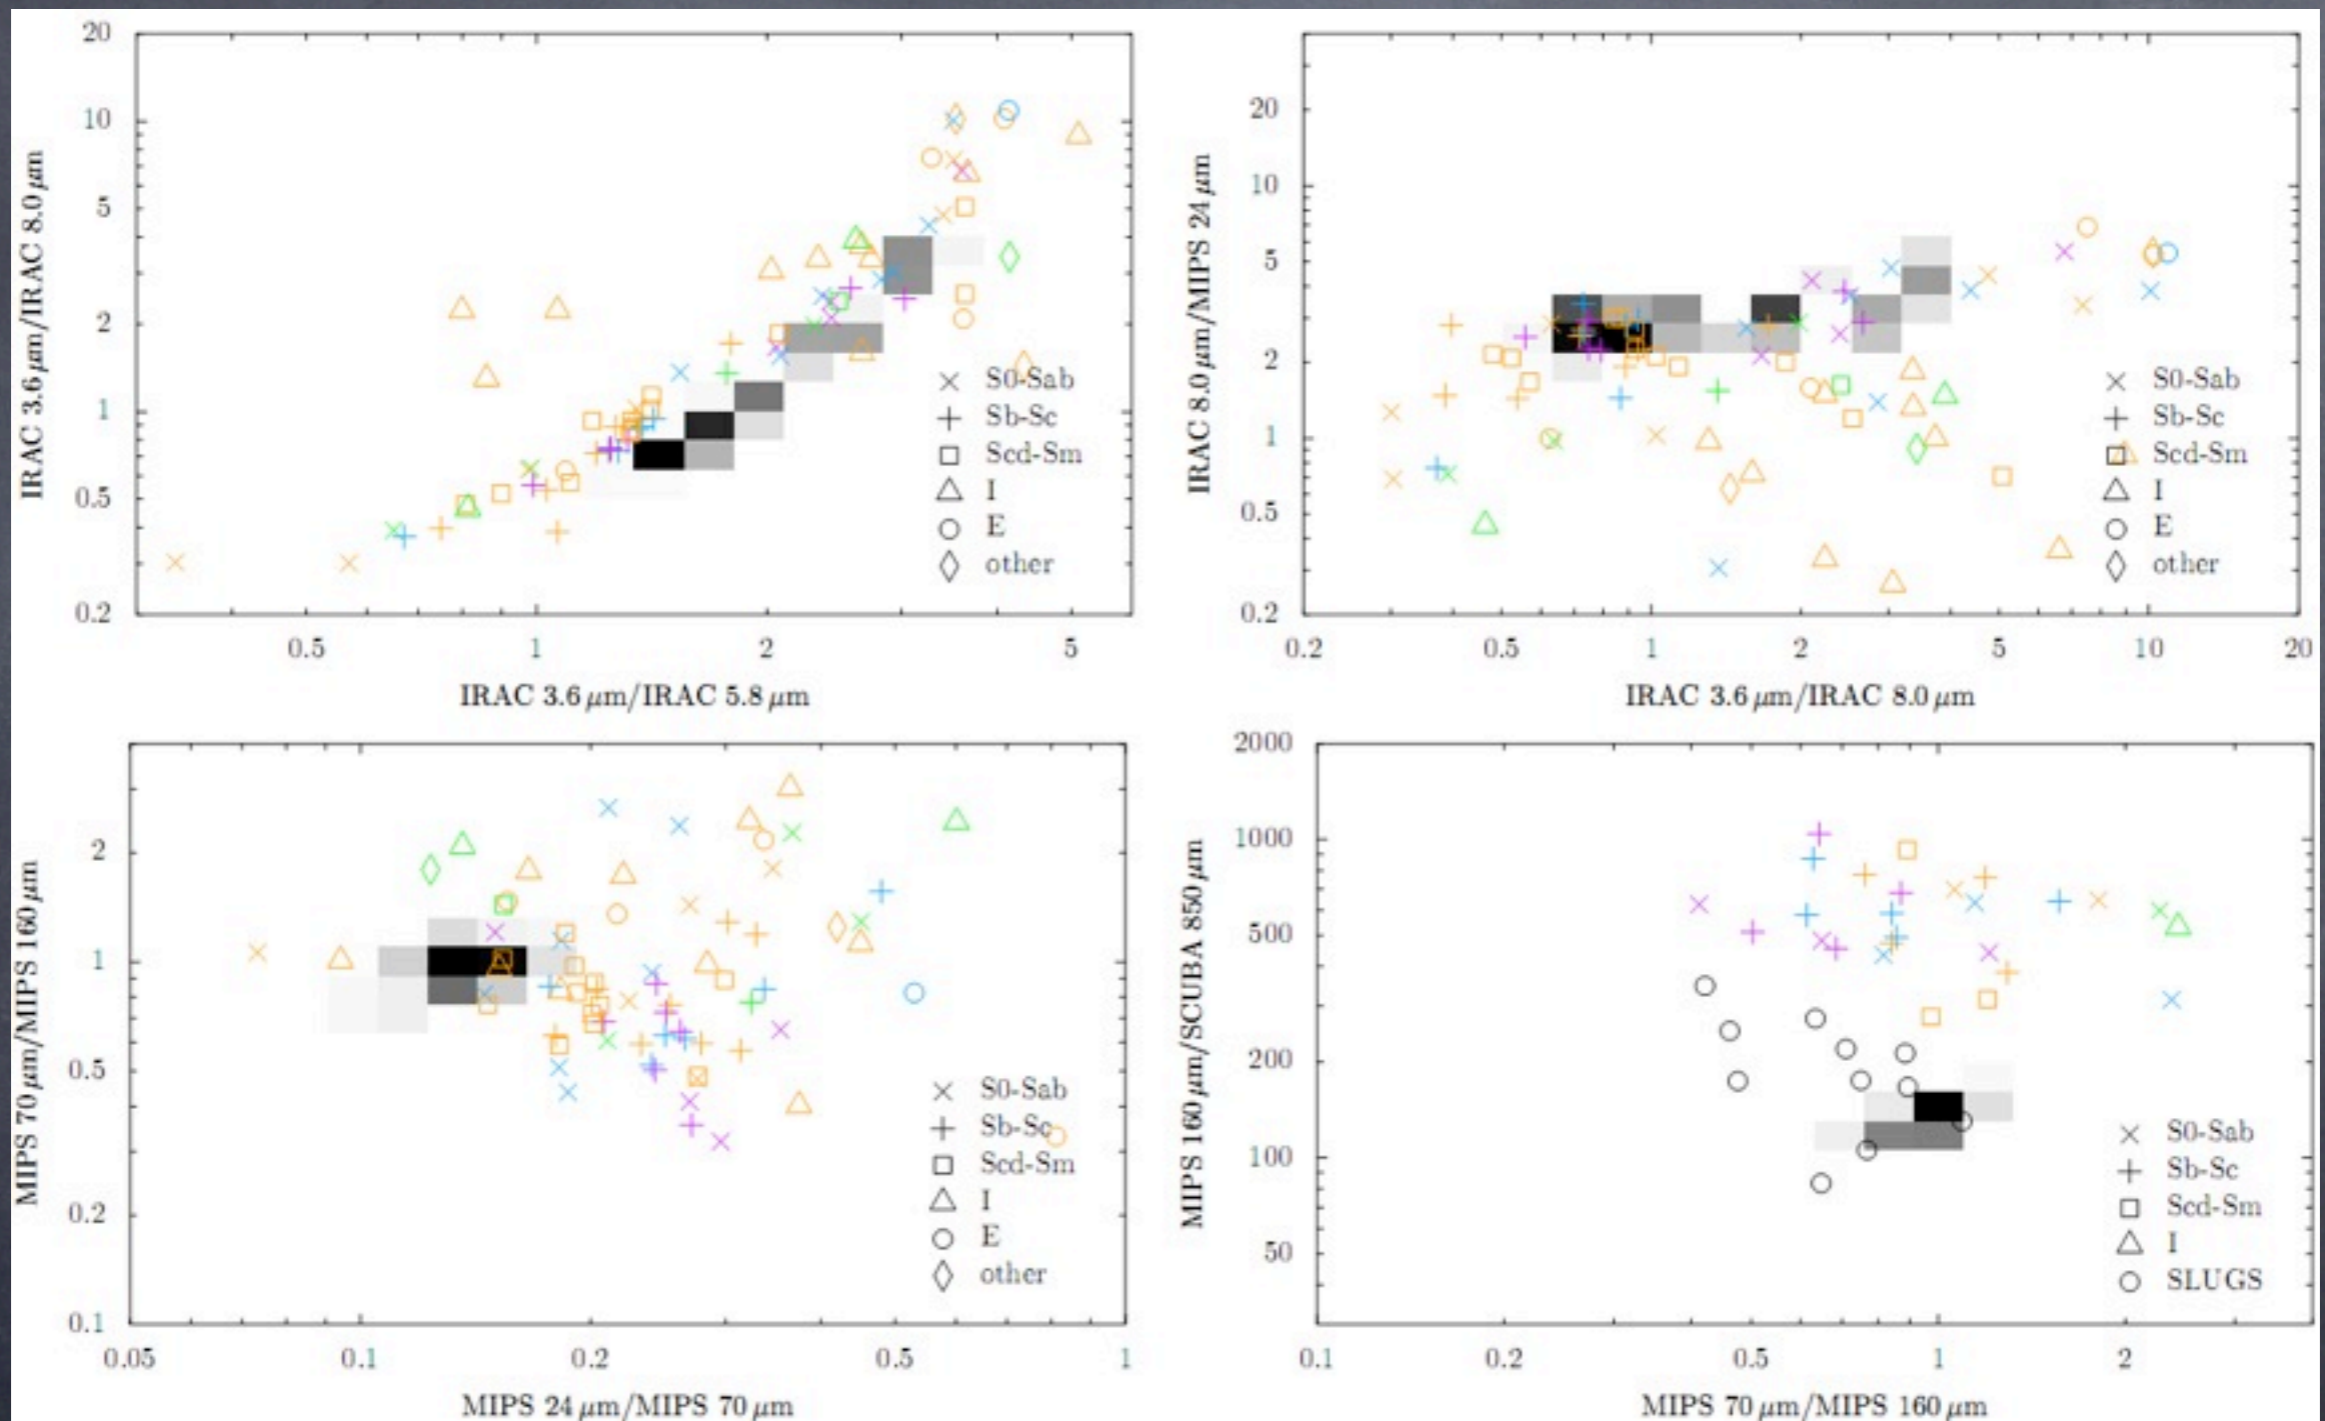 20
10
5
2
1
0.5
0.2
IRAC 3.6 μm/IRAC 8.0 μm
0.5 1 2 5
IRAC 3.6 μm/IRAC 5.8 μm
S0-Sab
Sb-Sc
Scd-Sm
I
E
other
20
10
5
2
1
0.5
0.2
IRAC 8.0 μm/MIPS 24 μm
0.2 0.5 1 2 5 10 20
IRAC 3.6 μm/IRAC 8.0 μm
S0-Sab
Sb-Sc
Scd-Sm
I
E
other
2
1
0.5
0.2
0.1
MIPS 70 μm/MIPS 160 μm
0.05 0.1 0.2 0.5 1
MIPS 24 μm/MIPS 70 μm
S0-Sab
Sb-Sc
Scd-Sm
I
E
other
2000
1000
500
200
100
50
MIPS 160 μm/SCUBA 850 μm
0.1 0.2 0.5 1 2
MIPS 70 μm/MIPS 160 μm
S0-Sab
Sb-Sc
Scd-Sm
I
SLUGS